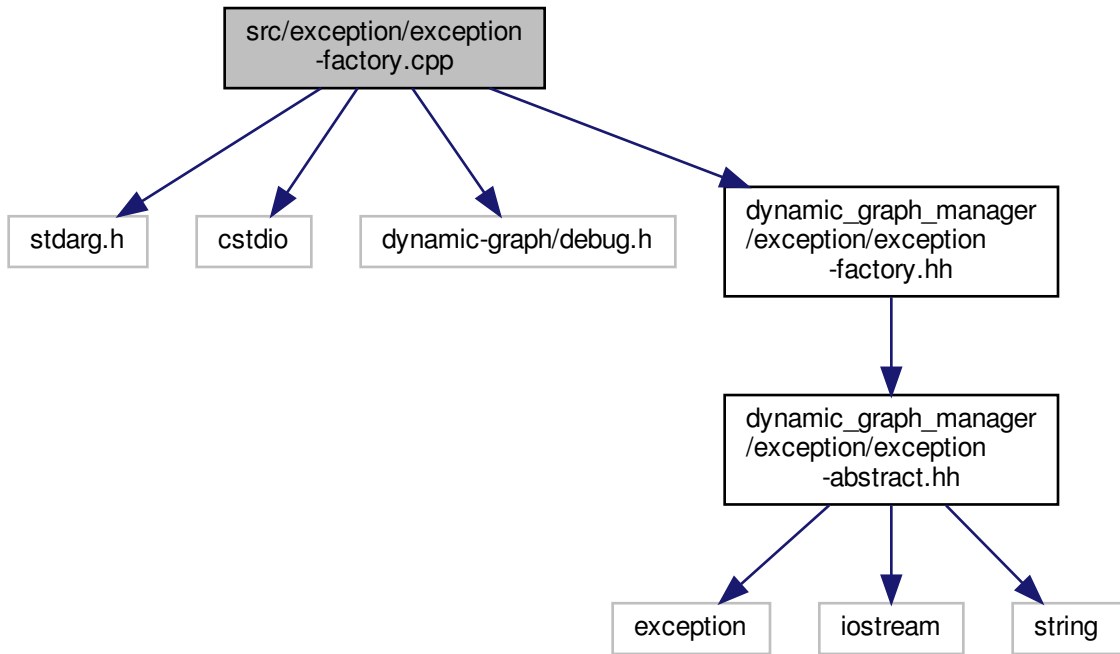 src/exception/exception
-factory.cpp
stdarg.h
cstdio
dynamic-graph/debug.h
dynamic_graph_manager
/exception/exception
-factory.hh
dynamic_graph_manager
/exception/exception
-abstract.hh
exception
iostream
string